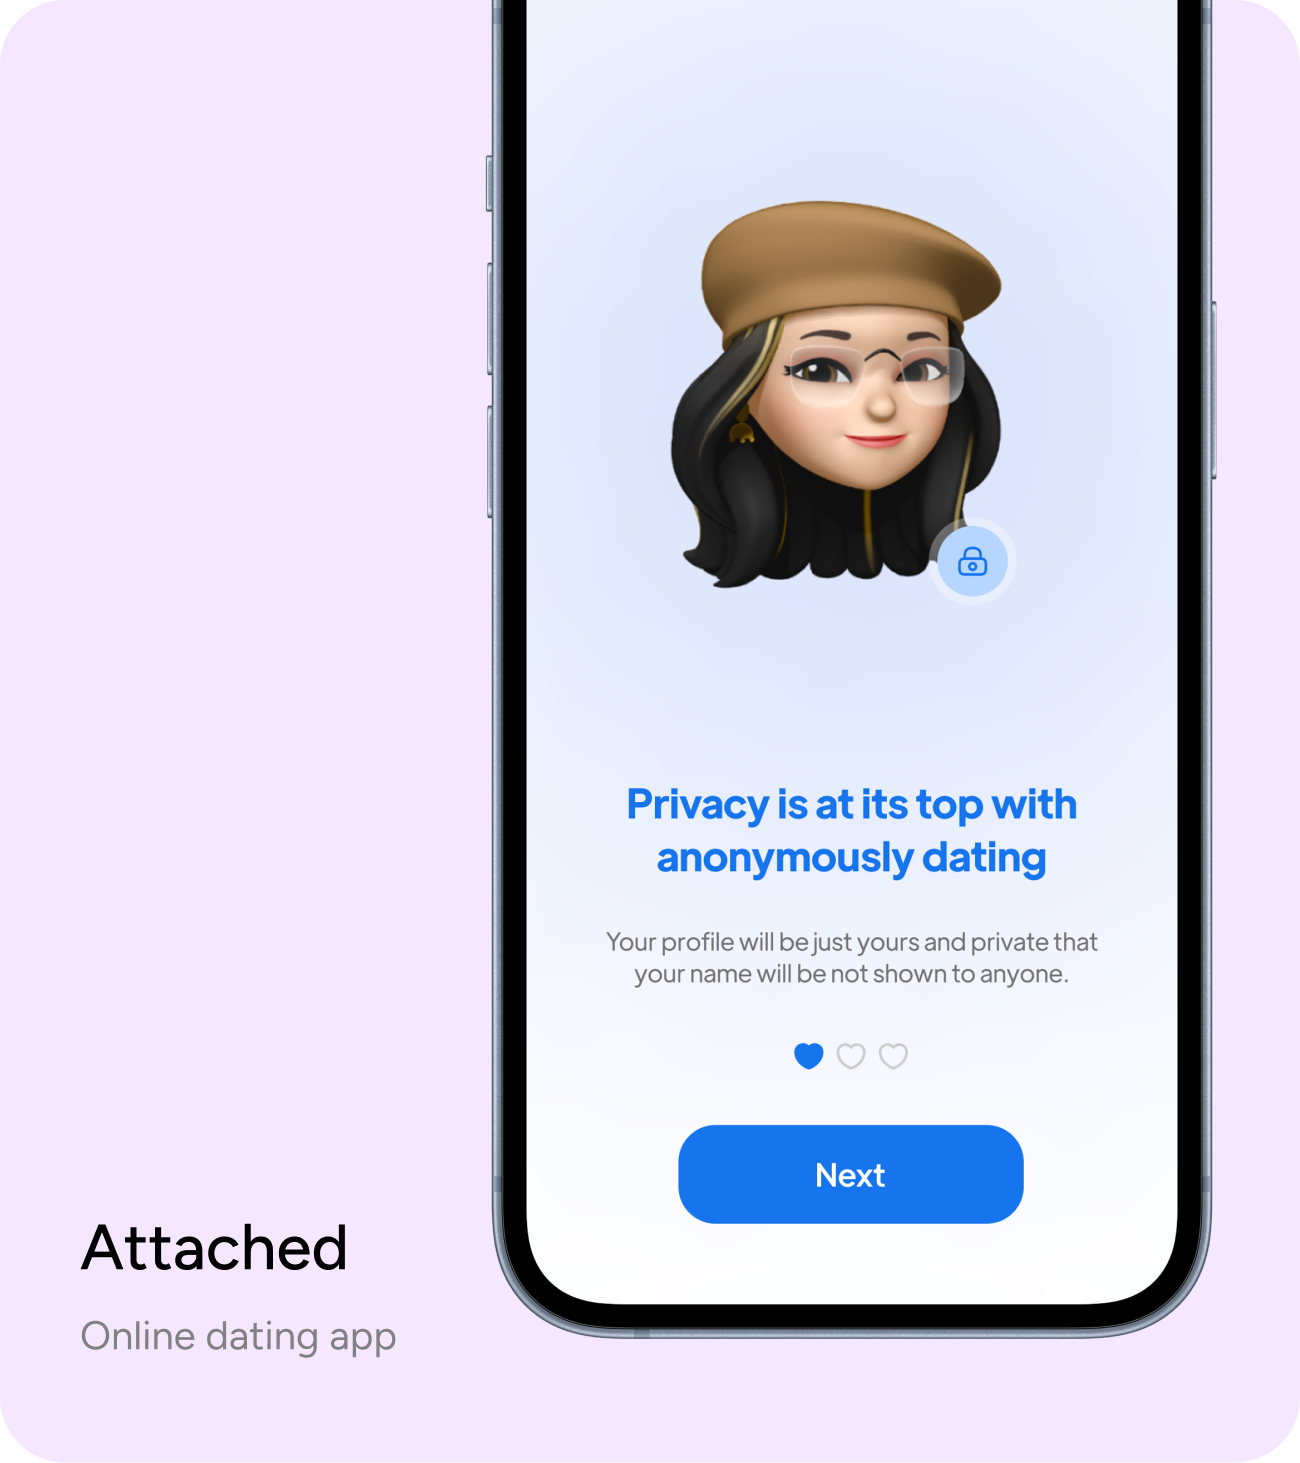 Privacy is at its top with
anonymously dating
Your profile will be just yours and private that
your name will be not shown to anyone.
Next
Attached
Online dating app